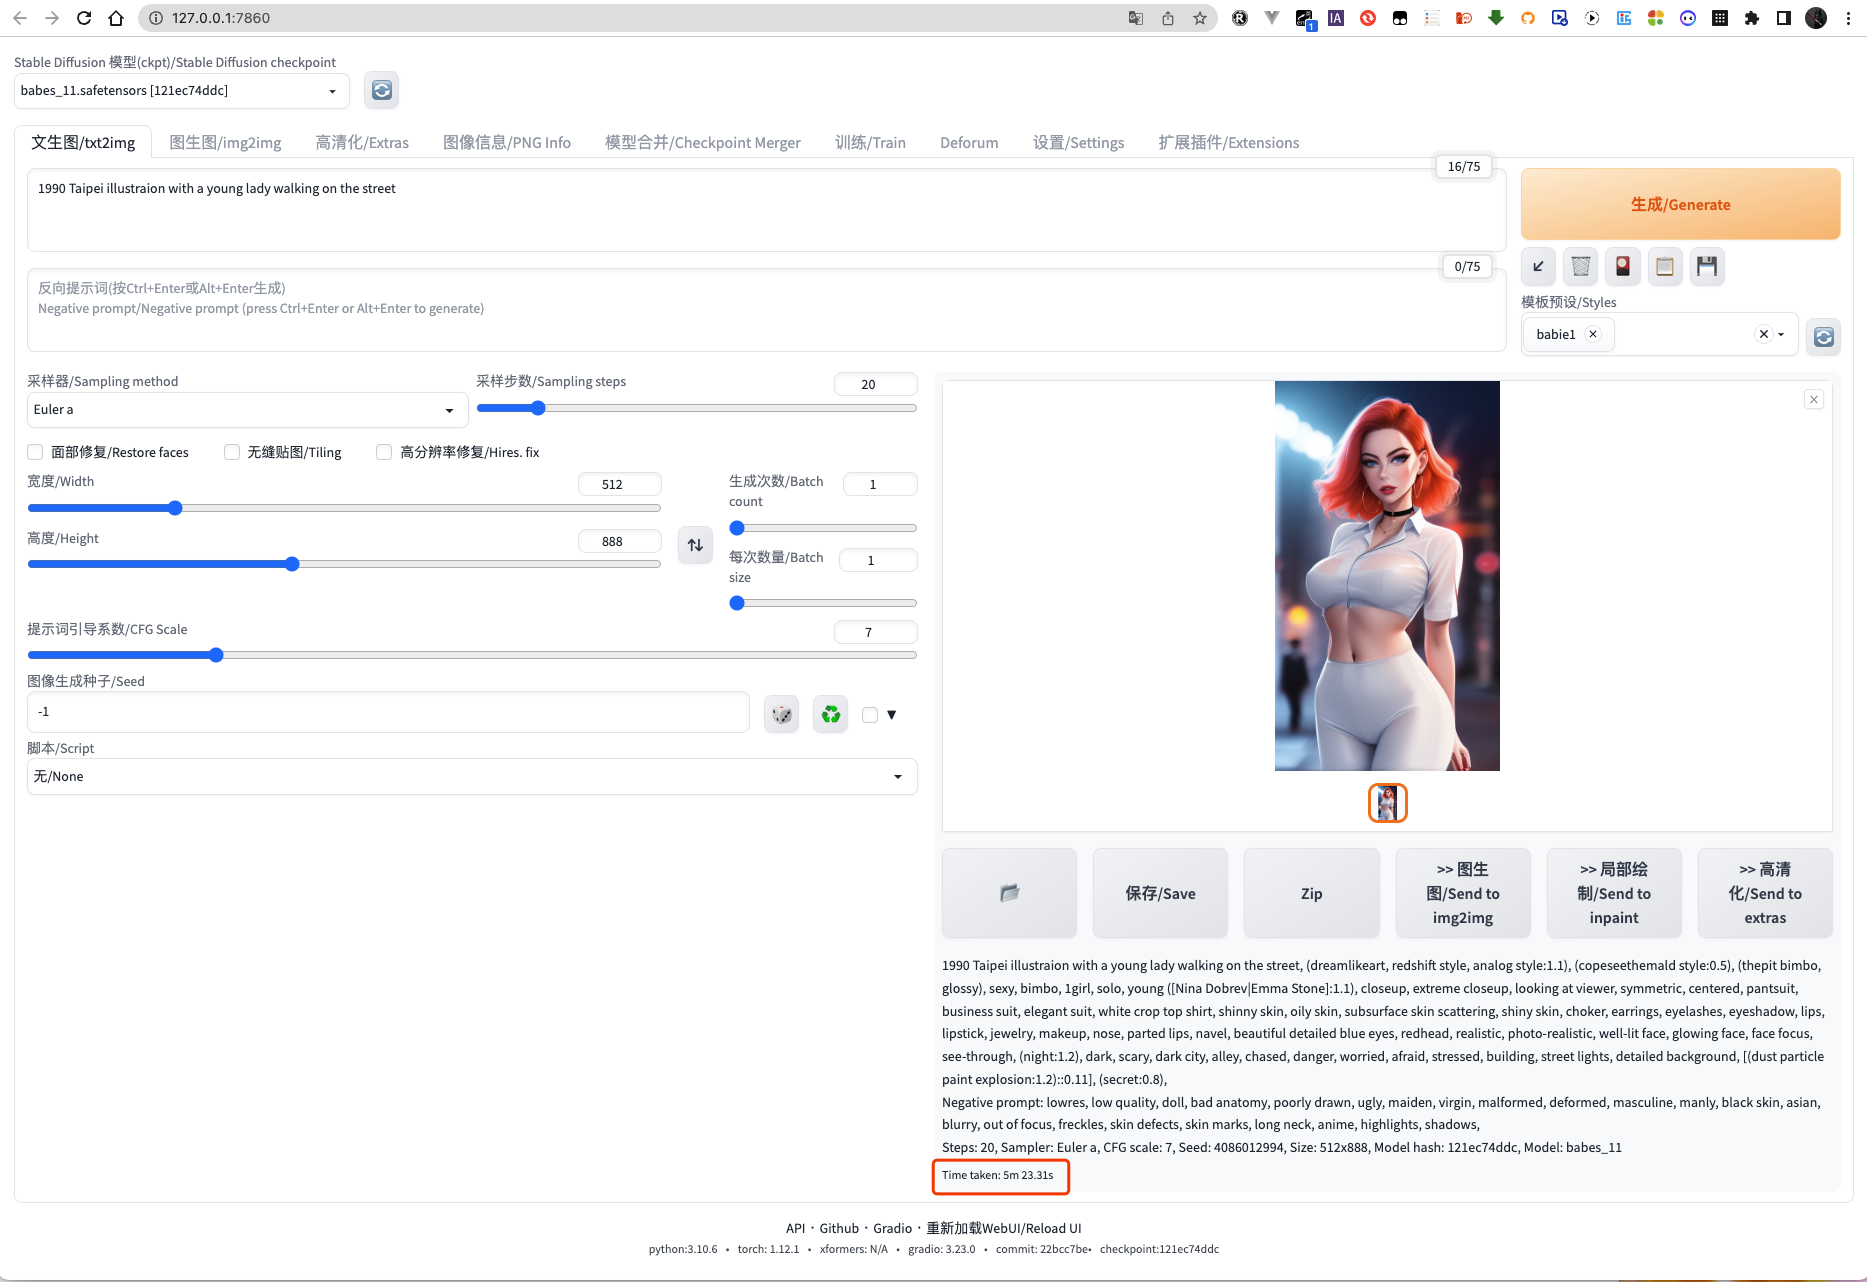 127.0.0.1:7860
1
IA
Stable Diffusion 模型(ckpt)/Stable Diffusion checkpoint
babes_11.safetensors [121ec74ddc]
文生图/txt2img
图生图/img2img
高清化/Extras
图像信息/PNG Info
模型合并/Checkpoint Merger
训练/Train
Deforum
设置/Settings
扩展插件/Extensions
16/75
1990 Taipei illustraion with a young lady walking on the street
生成/Generate
0/75
反向提示词(按Ctrl+Enter或Alt+Enter生成)
Negative prompt/Negative prompt (press Ctrl+Enter or Alt+Enter to generate)
模板预设/Styles
babie1
采样器/Sampling method
Euler a
采样步数/Sampling steps
20
面部修复/Restore faces
无缝贴图/Tiling
高分辨率修复/Hires. fix
宽度/Width
512
高度/Height
888
生成次数/Batch
count
1
每次数量/Batch
size
1
提示词引导系数/CFG Scale
7
图像生成种子/Seed
-1
脚本/Script
无/None
保存/Save
Zip
>> 图生
图/Send to
img2img
>> 局部绘
制/Send to
inpaint
>> 高清
化/Send to
extras
1990 Taipei illustraion with a young lady walking on the street, (dreamlikeart, redshift style, analog style:1.1), (copeseethemald style:0.5), (thepit bimbo,
glossy), sexy, bimbo, 1girl, solo, young ([Nina Dobrev|Emma Stone]:1.1), closeup, extreme closeup, looking at viewer, symmetric, centered, pantsuit,
business suit, elegant suit, white crop top shirt, shinny skin, oily skin, subsurface skin scattering, shiny skin, choker, earrings, eyelashes, eyeshadow, lips,
lipstick, jewelry, makeup, nose, parted lips, navel, beautiful detailed blue eyes, redhead, realistic, photo-realistic, well-lit face, glowing face, face focus,
see-through, (night:1.2), dark, scary, dark city, alley, chased, danger, worried, afraid, stressed, building, street lights, detailed background, [(dust particle
paint explosion:1.2)::0.11], (secret:0.8),
Negative prompt: lowres, low quality, doll, bad anatomy, poorly drawn, ugly, maiden, virgin, malformed, deformed, masculine, manly, black skin, asian,
blurry, out of focus, freckles, skin defects, skin marks, long neck, anime, highlights, shadows,
Steps: 20, Sampler: Euler a, CFG scale: 7, Seed: 4086012994, Size: 512x888, Model hash: 121ec74ddc, Model: babes_11
Time taken: 5m 23.31s
API · Github · Gradio · 重新加载WebUI/Reload UI
python:3.10.6 • torch: 1.12.1 • xformers: N/A • gradio: 3.23.0 • commit: 22bcc7be• checkpoint:121ec74ddc